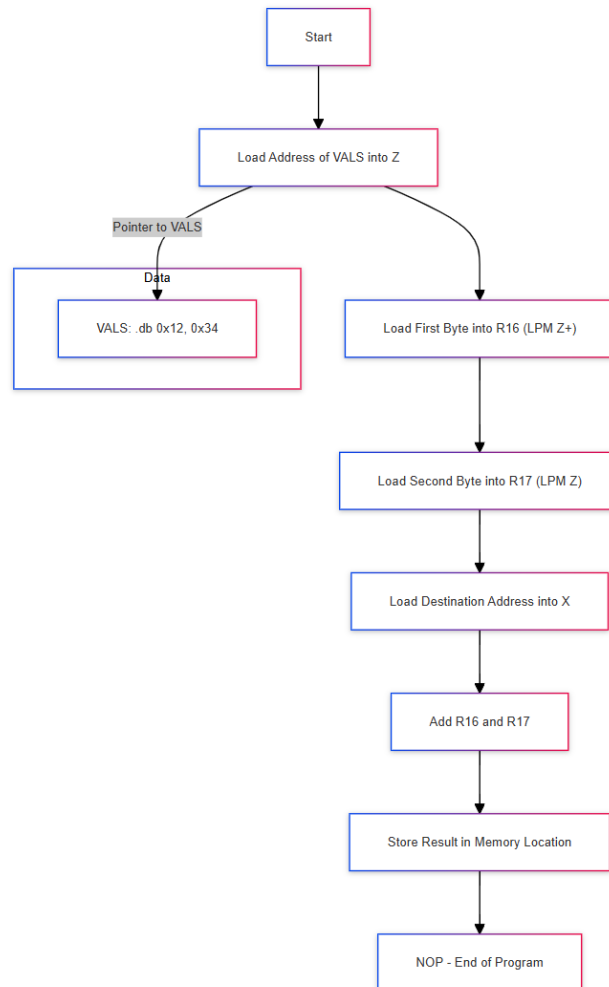 Start
Load Address of VALS into Z
Pointer to VALS
Data
VALS: .db 0x12, 0x34
Load First Byte into R16 (LPM Z+)
Load Second Byte into R17 (LPM Z)
Load Destination Address into X
Add R16 and R17
Store Result in Memory Location
NOP - End of Program